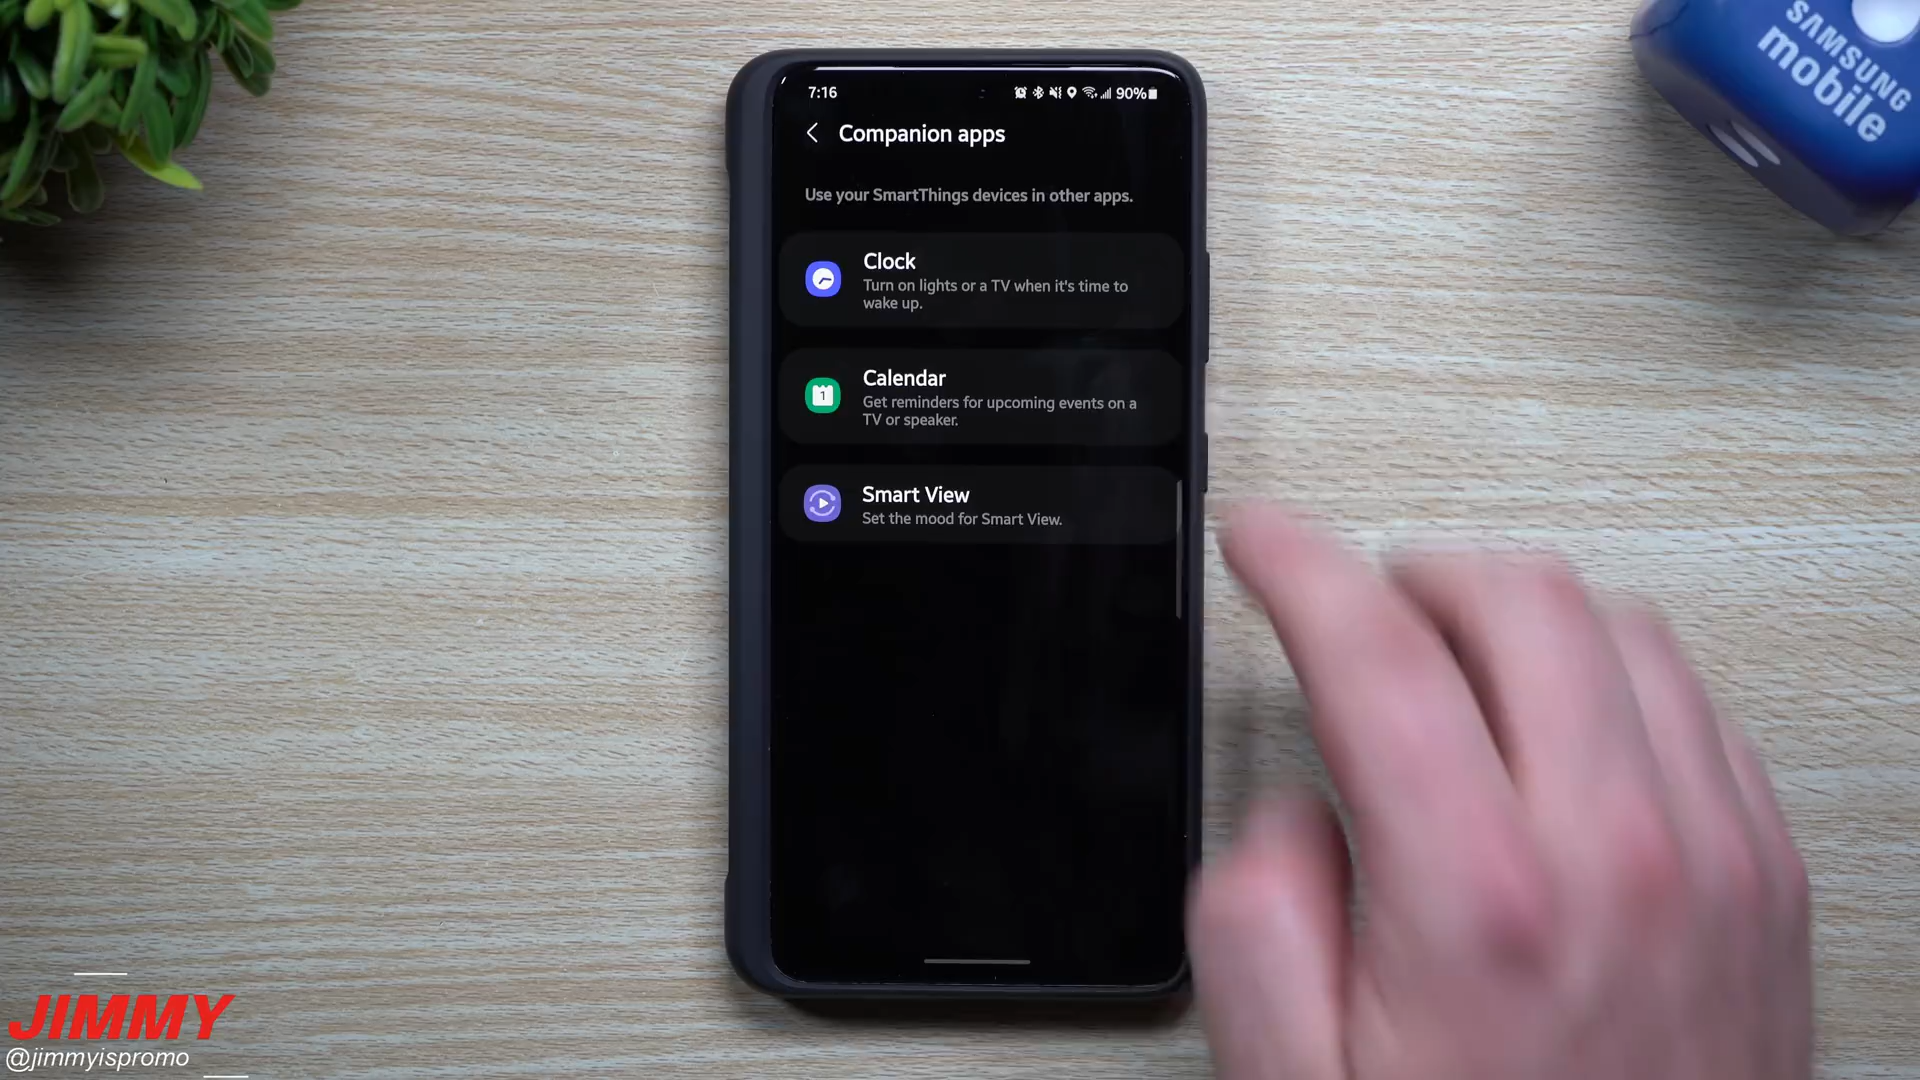 SAMSUNG
mobile
7:16
90%
Companion apps
Use your SmartThings devices in other apps.
Clock
Turn on lights or a TV when it's time to
wake up.
1
Calendar
Get reminders for upcoming events on a
TV or speaker.
Smart View
Set the mood for Smart View.
JIMMY
@jimmyispromo